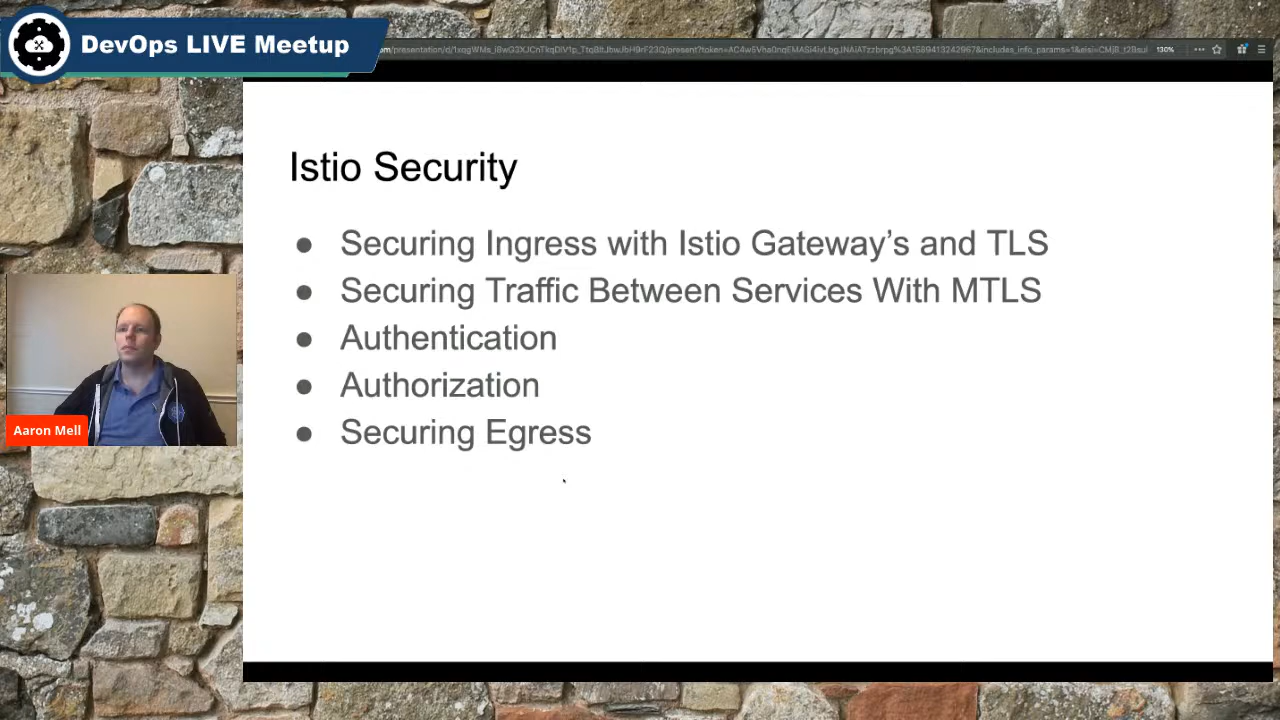 DevOps LIVE Meetup
130%
Istio Security
● Securing Ingress with Istio Gateway’s and TLS
● Securing Traffic Between Services With MTLS
● Authentication
● Authorization
● Securing Egress
Aaron Mell